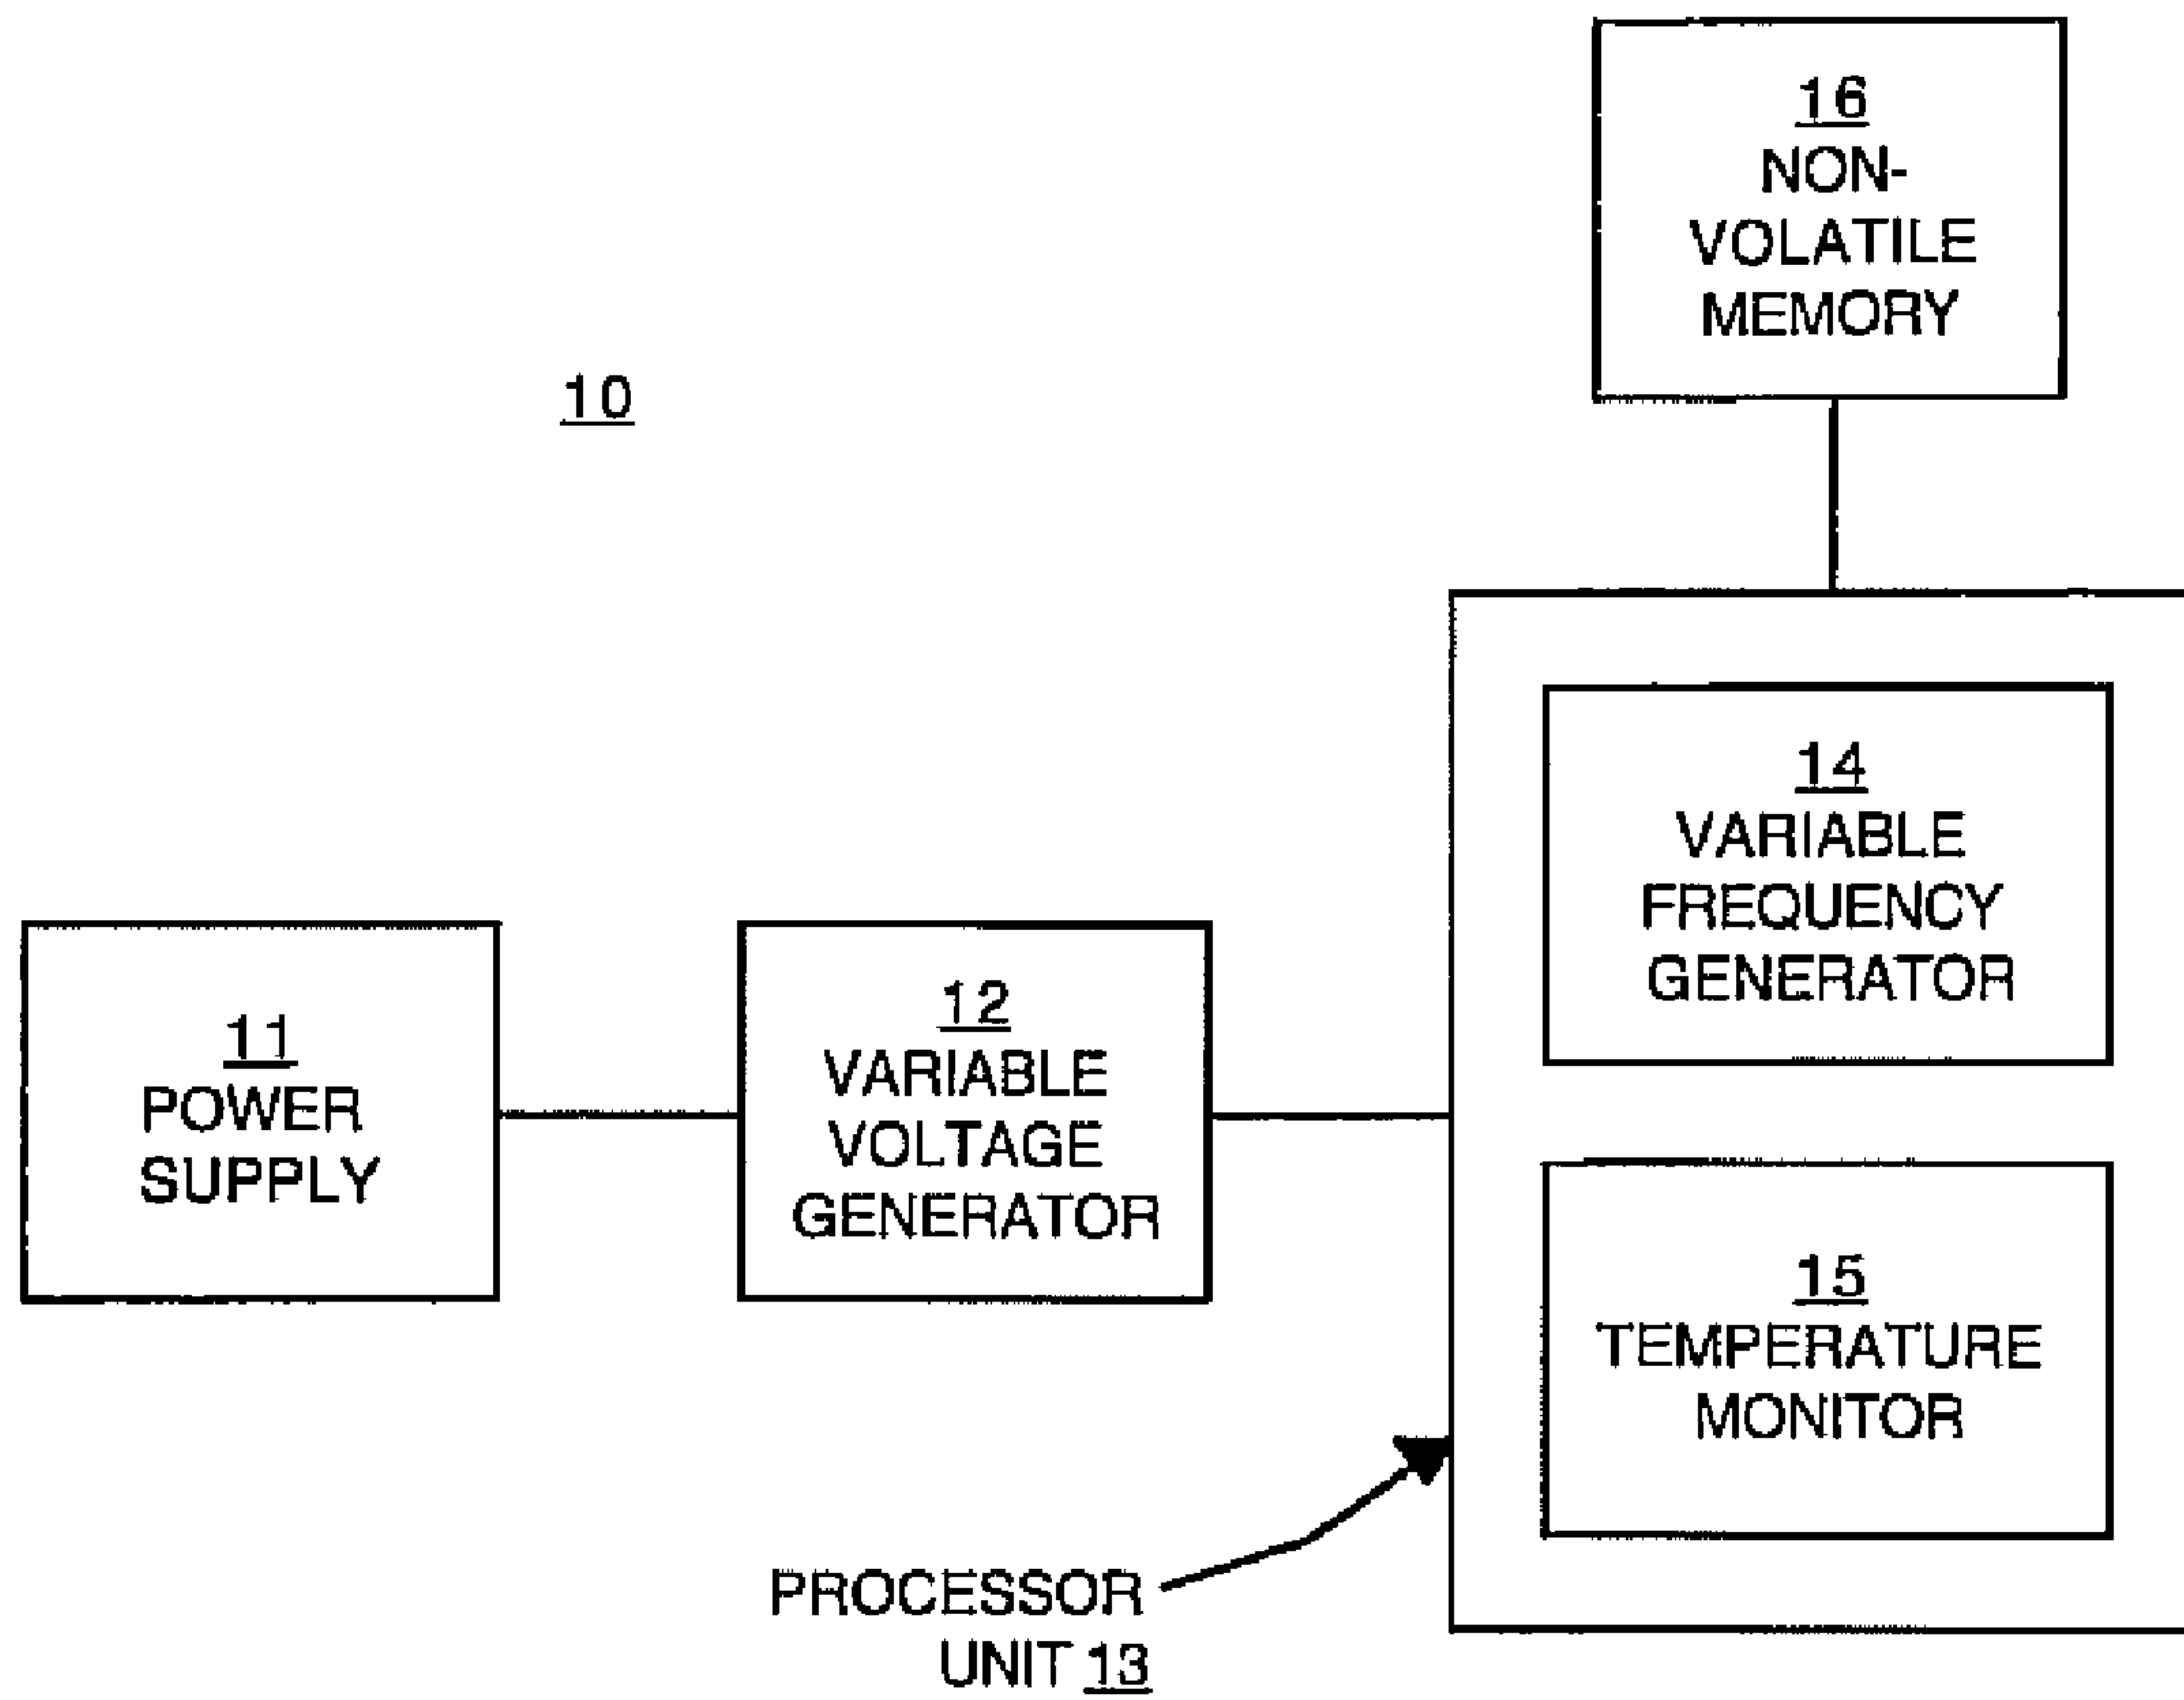 16
NON-
VOLATILE
MEMORY
10
14
VARIABLE
FREQUENCY
GENERATOR
11
POWER
SUPPLY
12
VARIABLE
VOLTAGE
GENERATOR
15
TEMPERATURE
MONITOR
PROCESSOR
UNIT 13